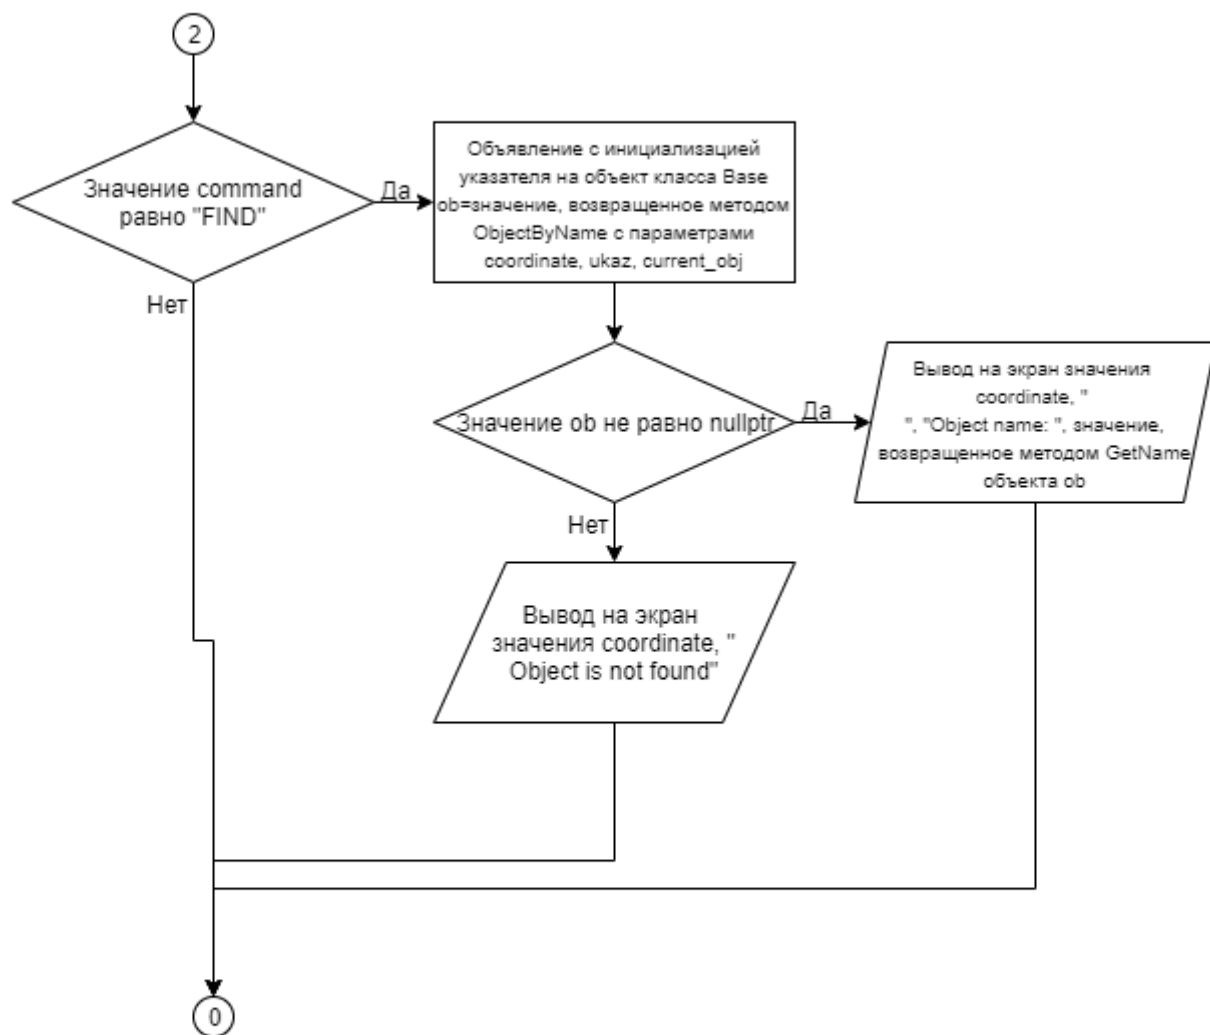 2
Значение command
равно "FIND"
Да
Нет
Объявление с инициализацией
указателя на объект класса Base
ob=значение, возвращенное методом
ObjectByName с параметрами
coordinate, ukaz, current_obj
Значение ob не равно nullptr
Да
Нет
Вывод на экран значения
coordinate, "
", "Object name: ", значение,
возвращенное методом GetName
объекта ob
Вывод на экран
значения coordinate, "
Object is not found"
0